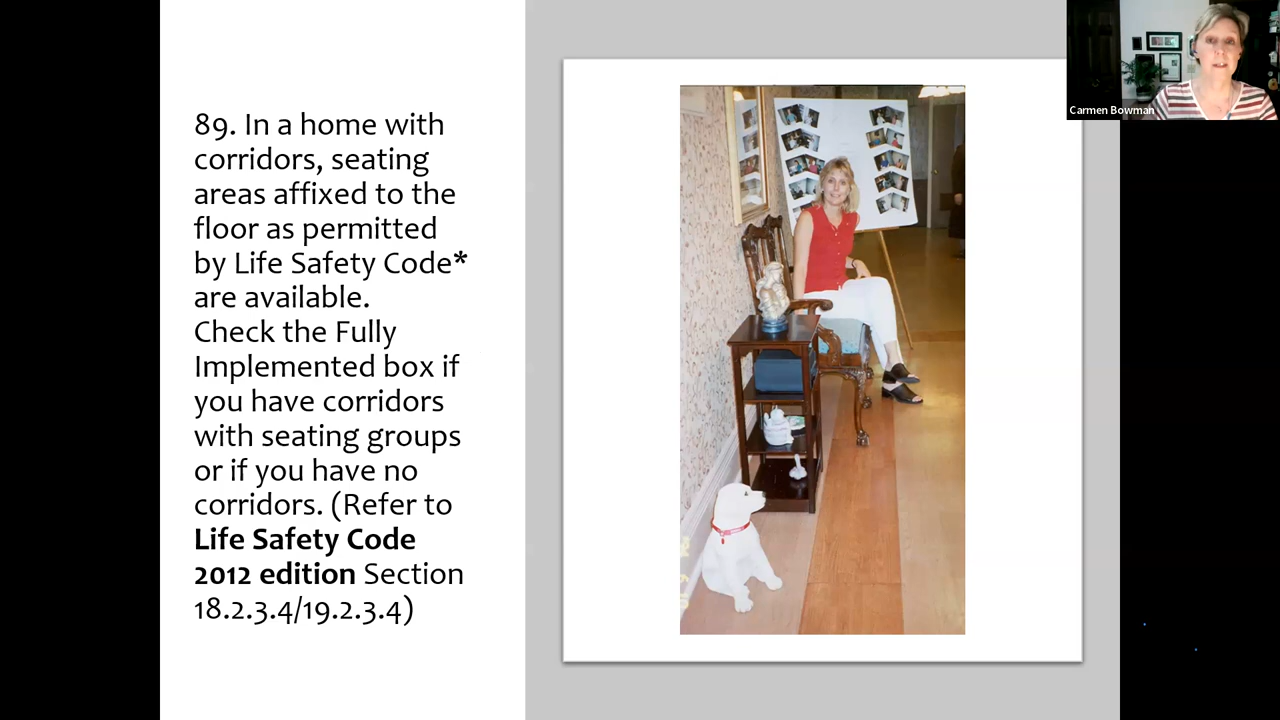 89. In a home with
corridors, seating
areas affixed to the
floor as permitted
by Life Safety Code*
are available.
Check the Fully
Implemented box if
you have corridors
with seating groups
or if you have no
corridors. (Refer to
Life Safety Code
2012 edition Section
18.2.3.4/19.2.3.4)
Carmen Bowman